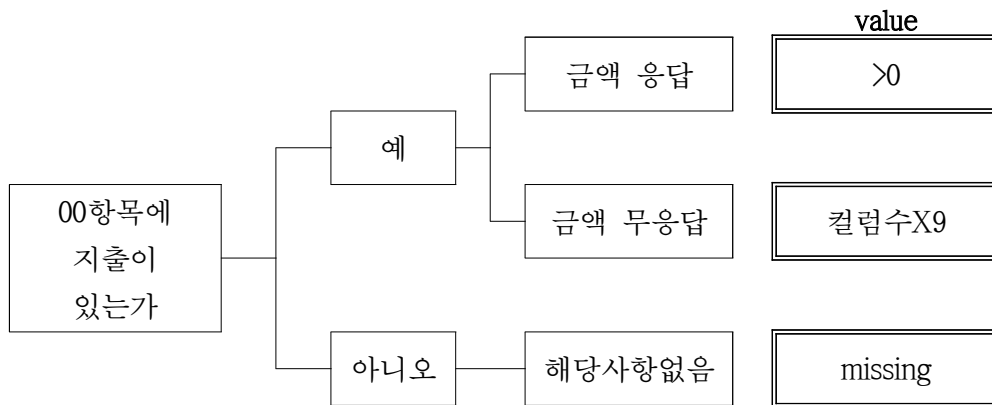 value
금액 응답
>0
예
00항목에
지출이
있는가
금액 무응답
컬럼수X9
아니오
해당사항없음
missing